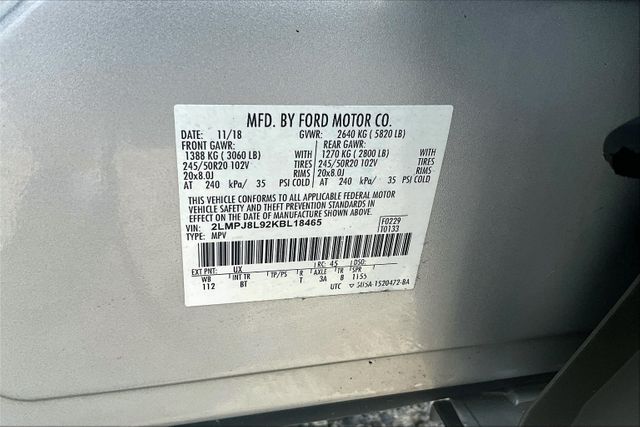 MFD. BY FORD MOTOR CO.
DATE: 11/18 GVWR: 2640 KG ( 5820 LB)
FRONT GAWR: REAR GAWR:
1388 KG ( 3060 LB) WITH 1270 KG ( 2800 LB) WITH
245/50R20 102V TIRES 245/50R20 102V TIRES
20x8.0J RIMS 20x8.0J RIMS
AT 240 kPa/ 35 PSI COLD AT 240 kPa/ 35 PSI COLD
THIS VEHICLE CONFORMS TO ALL APPLICABLE FEDERAL MOTOR
VEHICLE SAFETY AND THEFT PREVENTION STANDARDS IN
EFFECT ON THE DATE OF MANUFACTURE SHOWN ABOVE.
VIN: 2LMPJ8L92KBL18465 F0229
TYPE: MPV T0133
EXT PNT: UX RC: 45 DSO:
WB INT TR TP/PS R AXLE TR SPR
112 BT T 3A B 1155
UTC